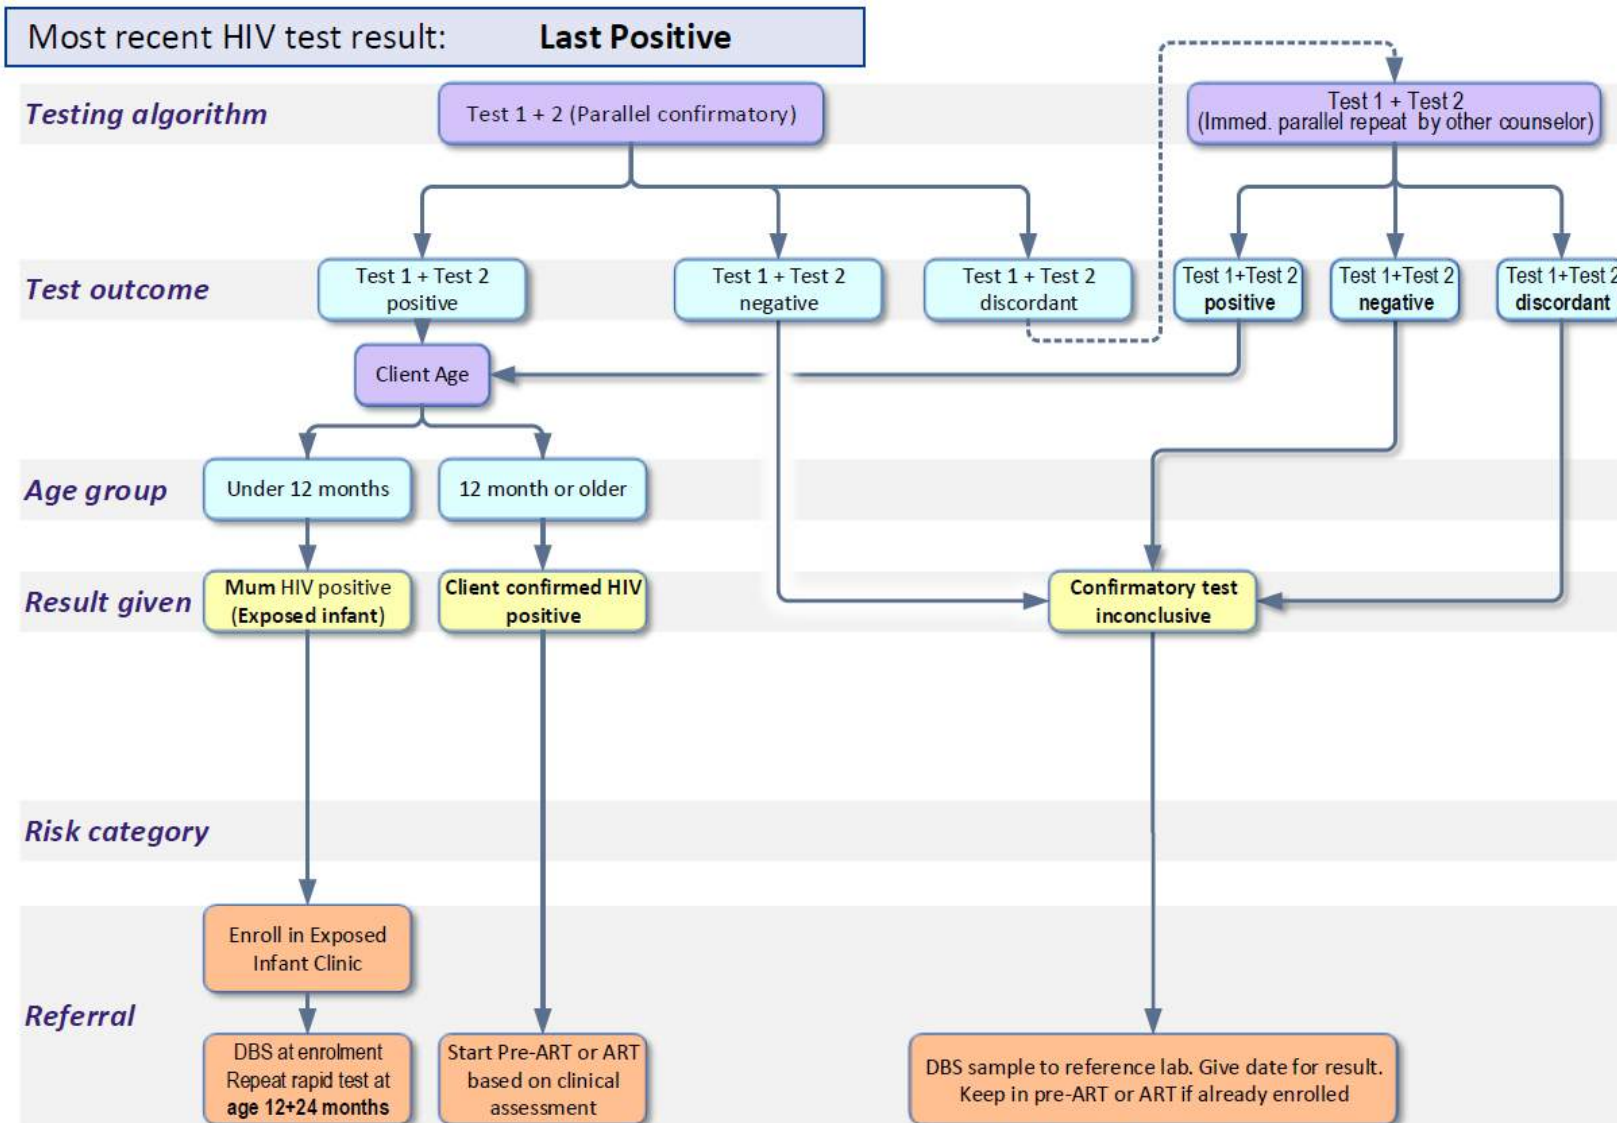 Most recent HIV test result: Last Positive
Testing algorithm
Test 1 + 2 (Parallel confirmatory)
Test 1 + Test 2
(Immed. parallel repeat by other counselor)
Test outcome
Test 1 + Test 2
positive
Test 1 + Test 2
negative
Test 1 + Test 2
discordant
Test 1+Test 2
positive
Test 1+Test 2
negative
Test 1+Test 2
discordant
Client Age
Age group
Under 12 months
12 month or older
Result given
Mum HIV positive
(Exposed infant)
Client confirmed HIV
positive
Confirmatory test
inconclusive
Risk category
Referral
Enroll in Exposed
Infant Clinic
DBS at enrolment
Repeat rapid test at
age 12+24 months
Start Pre-ART or ART
based on clinical
assessment
DBS sample to reference lab. Give date for result.
Keep in pre-ART or ART if already enrolled